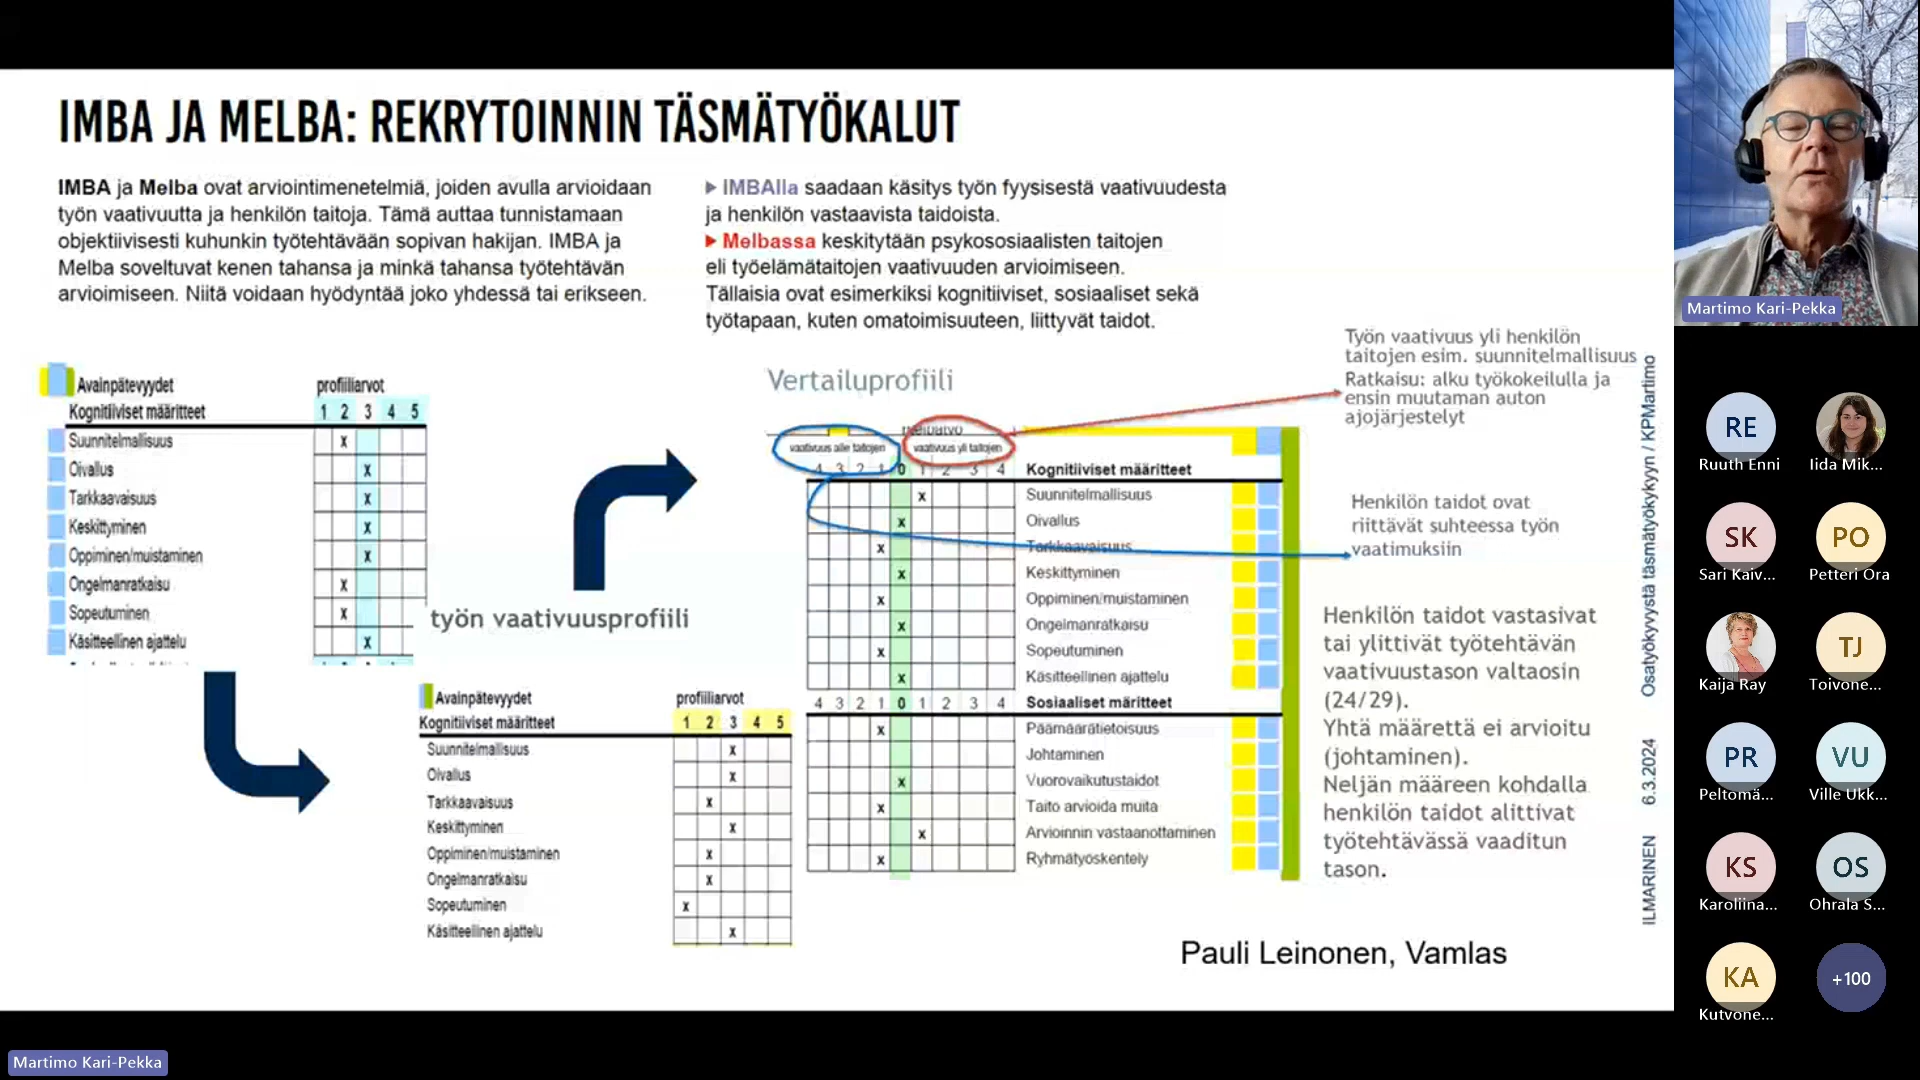 IMBA JA MELBA: REKRYTOINNIN TÄSMÄTYÖKALUT
IMBA ja Melba ovat arviointimenetelmiä, joiden avulla arvioidaan
työn vaativuutta ja henkilön taitoja. Tämä auttaa tunnistamaan
objektiivisesti kuhunkin työtehtävään sopivan hakijan. IMBA ja
Melba soveltuvat kenen tahansa ja minkä tahansa työtehtävän
arvioimiseen. Niitä voidaan hyödyntää joko yhdessä tai erikseen.
▶ IMBAlla saadaan käsitys työn fyysisestä vaativuudesta
ja henkilön vastaavista taidoista.
▶ Melbassa keskitytään psykososiaalisten taitojen
eli työelämätaitojen vaativuuden arvioimiseen.
Tällaisia ovat esimerkiksi kognitiiviset, sosiaaliset sekä
työtapaan, kuten omatoimisuuteen, liittyvät taidot.
Avainpätevyydet profiiliarvot
Kognitiiviset määritteet 1 2 3 4 5
Suunnitelmallisuus x
Oivallus x
Tarkkaavaisuus x
Keskittyminen x
Oppiminen/muistaminen x
Ongelmanratkaisu x
Sopeutuminen x
Käsitteellinen ajattelu x
työn vaativuusprofiili
Avainpätevyydet profiiliarvot
Kognitiiviset määritteet 1 2 3 4 5
Suunnitelmallisuus x
Oivallus x
Tarkkaavaisuus x
Keskittyminen x
Oppiminen/muistaminen x
Ongelmanratkaisu x
Sopeutuminen x
Käsitteellinen ajattelu x
Vertailuprofiili
vaativuus alle taitojen vaativuus yli taitojen
4 3 2 1 0 1 2 3 4 Kognitiiviset määritteet
x Suunnitelmallisuus
x Oivallus
x Tarkkaavaisuus
x Keskittyminen
x Oppiminen/muistaminen
x Ongelmanratkaisu
x Sopeutuminen
x Käsitteellinen ajattelu
4 3 2 1 0 1 2 3 4 Sosiaaliset märitteet
x Päämäärätietoisuus
Johtaminen
x Vuorovaikutustaidot
x Taito arvioida muita
x Arvioinnin vastaanottaminen
x Ryhmätyöskentely
Työn vaativuus yli henkilön
taitojen esim. suunnitelmallisuus
Ratkaisu: alku työkokeilulla ja
ensin muutaman auton
ajojärjestelyt
Henkilön taidot ovat
riittävät suhteessa työn
vaatimuksiin
Henkilön taidot vastasivat
tai ylittivät työtehtävän
vaativuustason valtaosin
(24/29).
Yhtä määrettä ei arvioitu
(johtaminen).
Neljän määreen kohdalla
henkilön taidot alittivat
työtehtävässä vaaditun
tason.
Pauli Leinonen, Vamlas
ILMARINEN 6.3.2024 Osatyökyvystä täsmätyökykyyn / KPMartimo
Martimo Kari-Pekka
RE
Ruuth Enni
Iida Mik...
SK
Sari Kaiv...
PO
Petteri Ora
Kaija Ray
TJ
Toivone...
PR
Peltomä...
VU
Ville Ukk...
KS
Karoliina...
OS
Ohrala S...
KA
Kutvone...
+100
Martimo Kari-Pekka